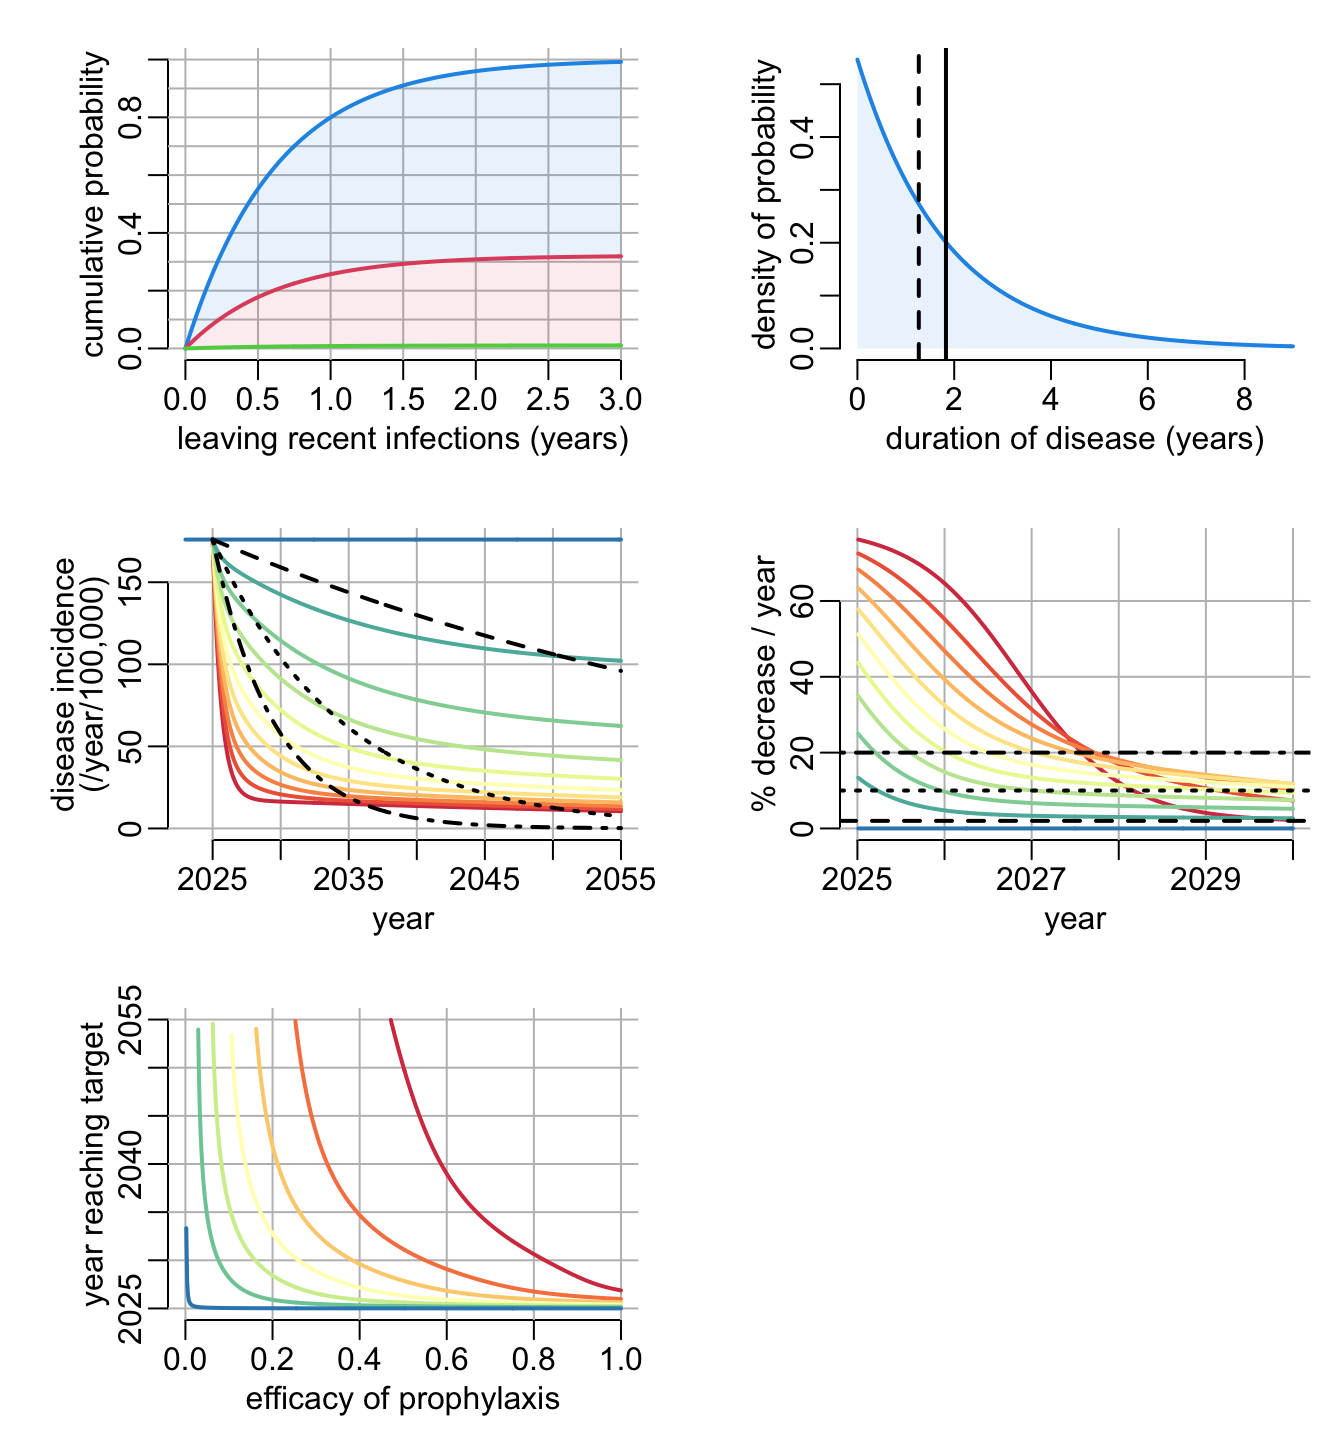 cumulative probability
0.0 0.4 0.8
0.0 0.5 1.0 1.5 2.0 2.5 3.0
leaving recent infections (years)
density of probability
0.0 0.2 0.4
0 2 4 6 8
duration of disease (years)
disease incidence
(/year/100,000)
0 50 100 150
2025 2035 2045 2055
year
% decrease / year
0 20 40 60
2025 2027 2029
year
year reaching target
2025 2040 2055
0.0 0.2 0.4 0.6 0.8 1.0
efficacy of prophylaxis